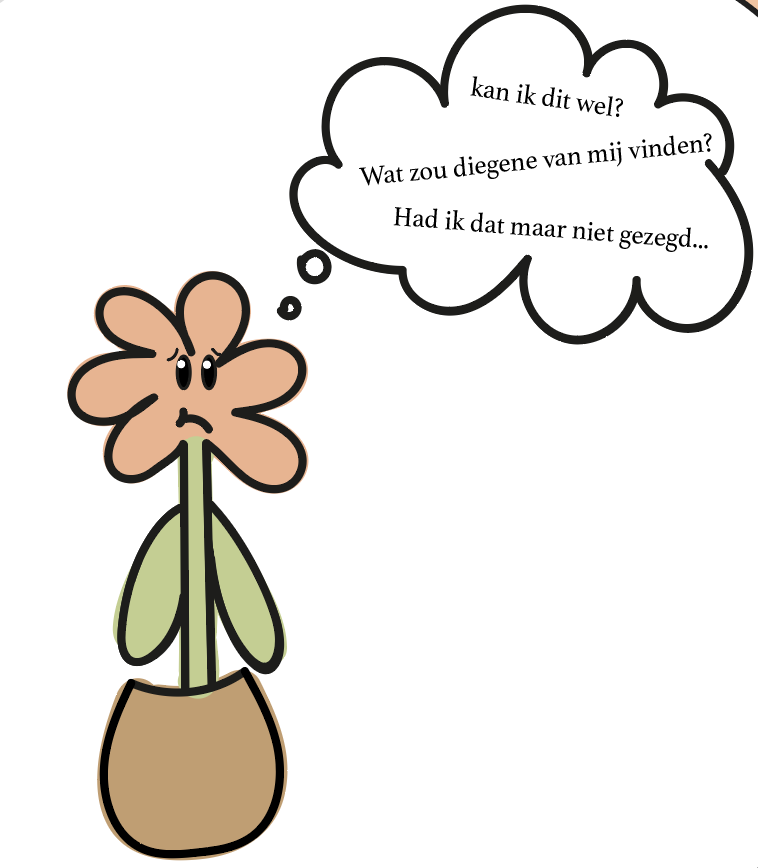 kan ik dit wel?
Wat zou diegene van mij vinden?
Had ik dat maar niet gezegd...